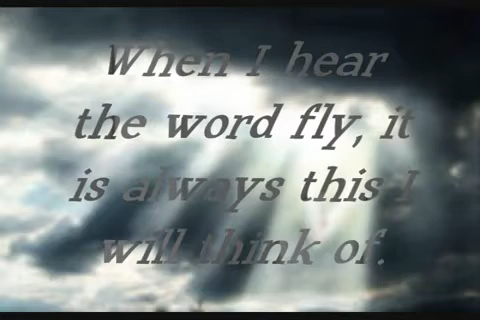 When I hear
the word fly, it
is always this I
will think of.